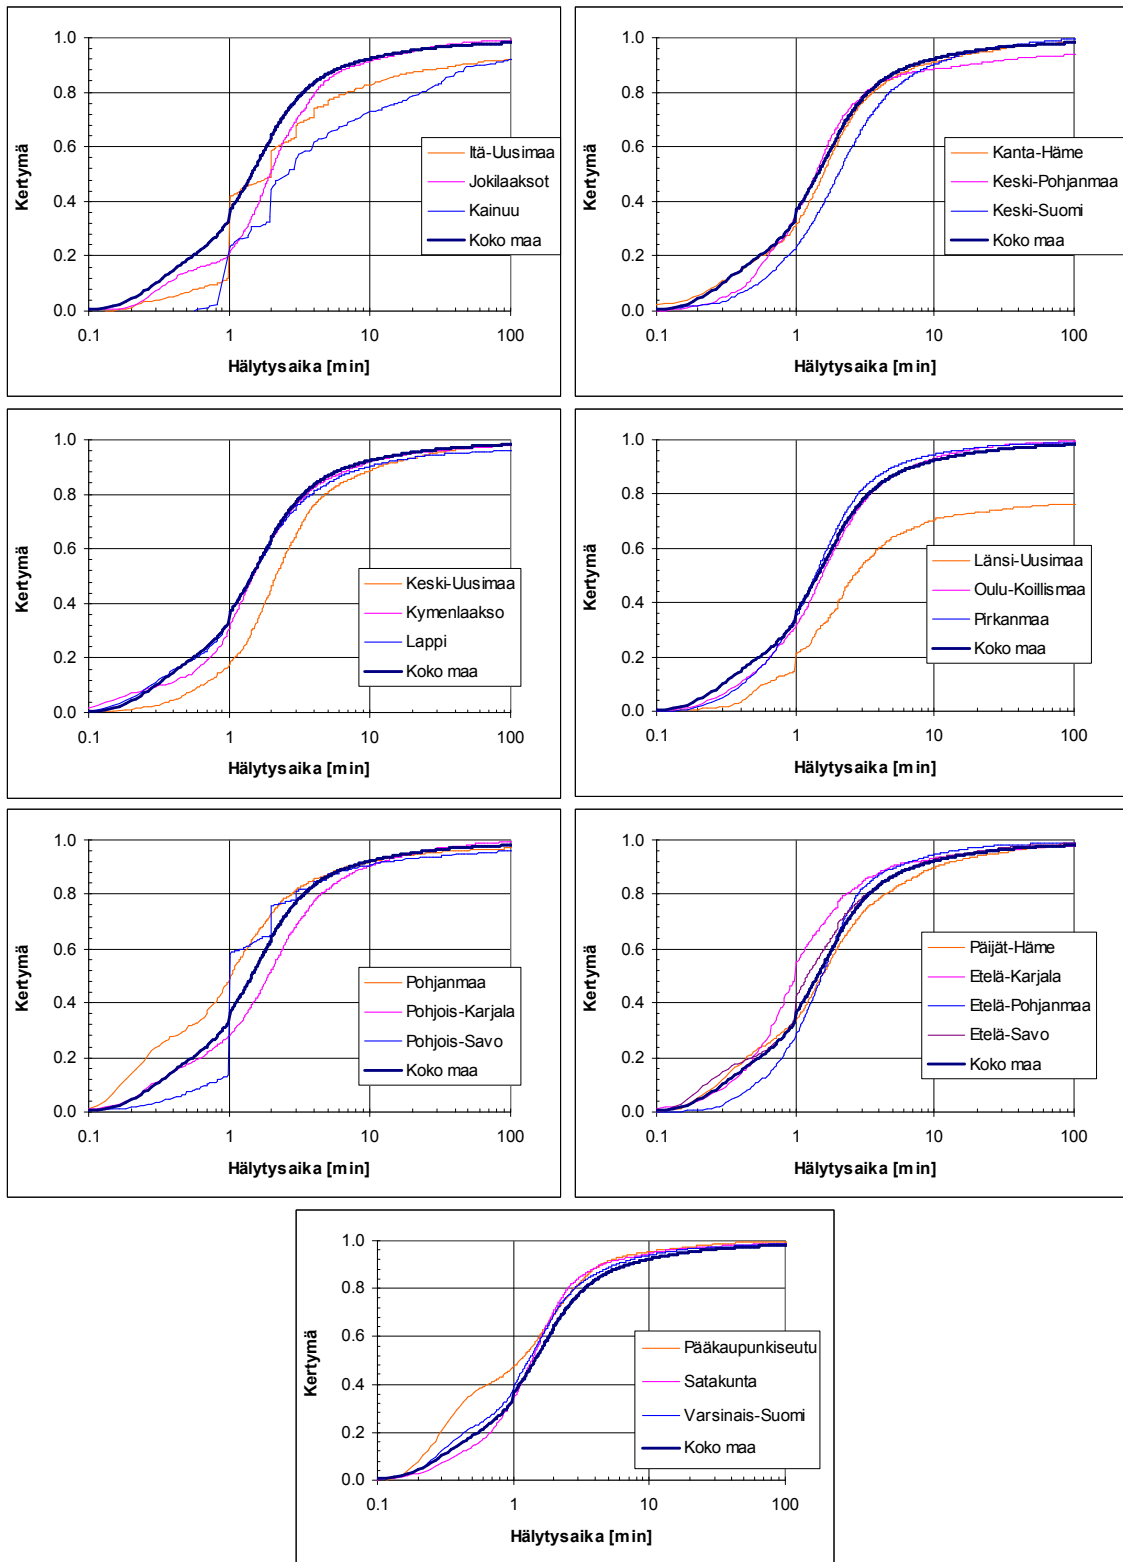 1.0
0.8
0.6
0.4
0.2
0.0
Kertymä
0.1 1 10 100
Hälytysaika [min]
Itä-Uusimaa
Jokilaaksot
Kainuu
Koko maa
1.0
0.8
0.6
0.4
0.2
0.0
Kertymä
0.1 1 10 100
Hälytysaika [min]
Kanta-Häme
Keski-Pohjanmaa
Keski-Suomi
Koko maa
1.0
0.8
0.6
0.4
0.2
0.0
Kertymä
0.1 1 10 100
Hälytysaika [min]
Keski-Uusimaa
Kymenlaakso
Lappi
Koko maa
1.0
0.8
0.6
0.4
0.2
0.0
Kertymä
0.1 1 10 100
Hälytysaika [min]
Länsi-Uusimaa
Oulu-Koillismaa
Pirkanmaa
Koko maa
1.0
0.8
0.6
0.4
0.2
0.0
Kertymä
0.1 1 10 100
Hälytysaika [min]
Pohjanmaa
Pohjois-Karjala
Pohjois-Savo
Koko maa
1.0
0.8
0.6
0.4
0.2
0.0
Kertymä
0.1 1 10 100
Hälytysaika [min]
Päijät-Häme
Etelä-Karjala
Etelä-Pohjanmaa
Etelä-Savo
Koko maa
1.0
0.8
0.6
0.4
0.2
0.0
Kertymä
0.1 1 10 100
Hälytysaika [min]
Pääkaupunkiseutu
Satakunta
Varsinais-Suomi
Koko maa